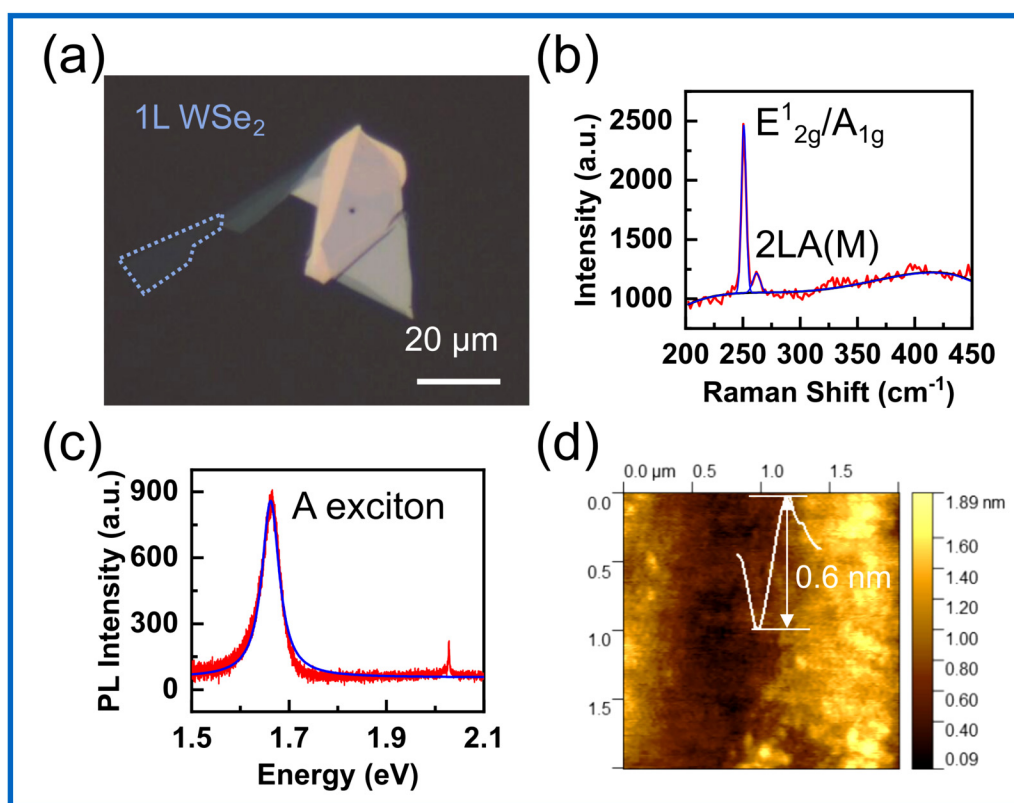 (a)
1L WSe₂
20 μm
(b)
E¹₂g/A₁g
2LA(M)
2500
2000
1500
1000
Intensity (a.u.)
200 250 300 350 400 450
Raman Shift (cm⁻¹)
(c)
A exciton
900
600
300
0
PL Intensity (a.u.)
1.5 1.7 1.9 2.1
Energy (eV)
(d)
0.0 μm 0.5 1.0 1.5
0.0
0.5
1.0
1.5
0.6 nm
1.89 nm
1.60
1.40
1.20
1.00
0.80
0.60
0.40
0.09